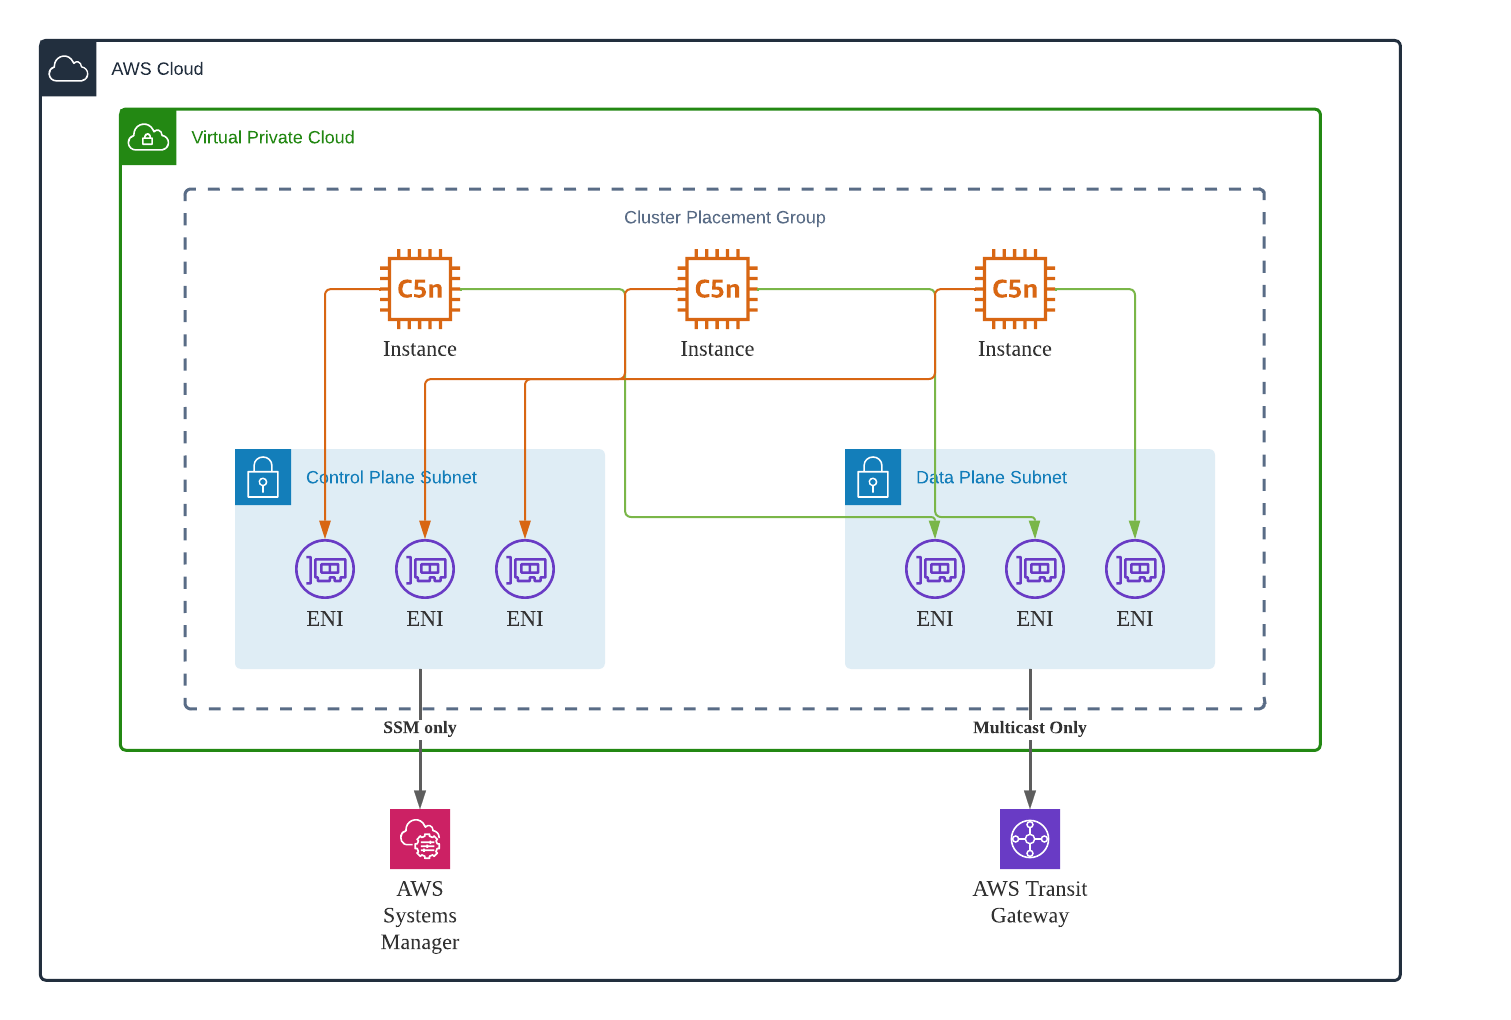 AWS Cloud
Virtual Private Cloud
Cluster Placement Group
C5n
C5n
C5n
Instance
Instance
Instance
Control Plane Subnet
Data Plane Subnet
ENI
ENI
ENI
ENI
ENI
ENI
SSM only
Multicast Only
AWS
Systems
Manager
AWS Transit
Gateway